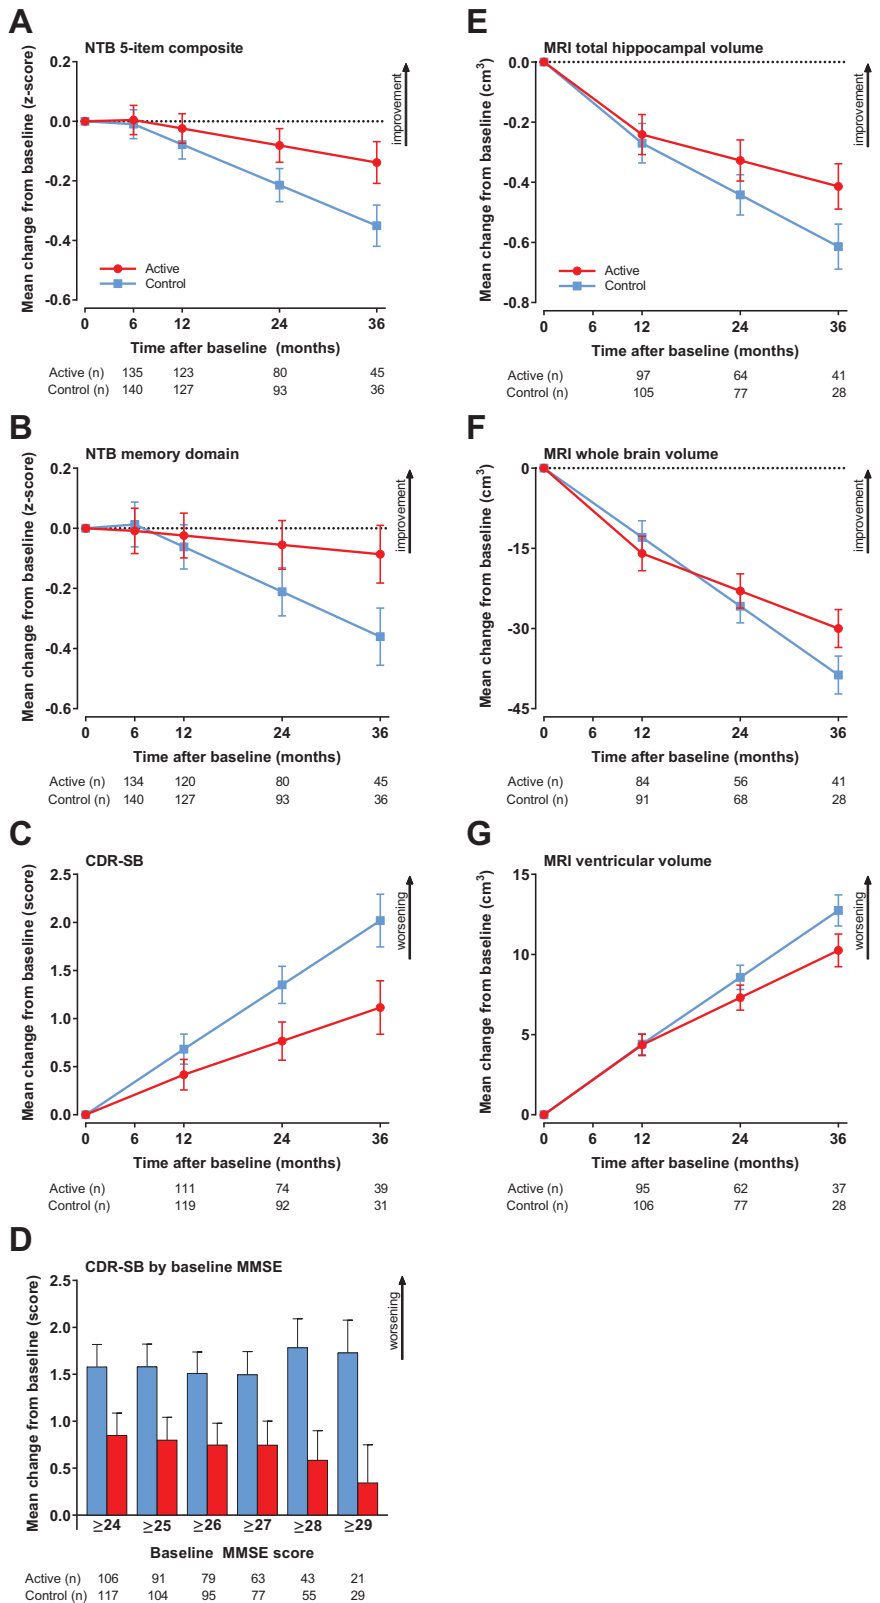 A
NTB 5-item composite
Mean change from baseline (z-score)
0.2
0.0
-0.2
-0.4
-0.6
improvement
Active
Control
0 6 12 24 36
Time after baseline (months)
Active (n) 135 123 80 45
Control (n) 140 127 93 36
B
NTB memory domain
Mean change from baseline (z-score)
0.2
0.0
-0.2
-0.4
-0.6
improvement
0 6 12 24 36
Time after baseline (months)
Active (n) 134 120 80 45
Control (n) 140 127 93 36
C
CDR-SB
Mean change from baseline (score)
2.5
2.0
1.5
1.0
0.5
0.0
worsening
0 6 12 24 36
Time after baseline (months)
Active (n) 111 74 39
Control (n) 119 92 31
D
CDR-SB by baseline MMSE
Mean change from baseline (score)
2.5
2.0
1.5
1.0
0.5
0.0
worsening
≥24 ≥25 ≥26 ≥27 ≥28 ≥29
Baseline MMSE score
Active (n) 106 91 79 63 43 21
Control (n) 117 104 95 77 55 29
E
MRI total hippocampal volume
Mean change from baseline (cm³)
0.0
-0.2
-0.4
-0.6
-0.8
improvement
Active
Control
0 6 12 24 36
Time after baseline (months)
Active (n) 97 64 41
Control (n) 105 77 28
F
MRI whole brain volume
Mean change from baseline (cm³)
0
-15
-30
-45
improvement
0 6 12 24 36
Time after baseline (months)
Active (n) 84 56 41
Control (n) 91 68 28
G
MRI ventricular volume
Mean change from baseline (cm³)
15
10
5
0
worsening
0 6 12 24 36
Time after baseline (months)
Active (n) 95 62 37
Control (n) 106 77 28